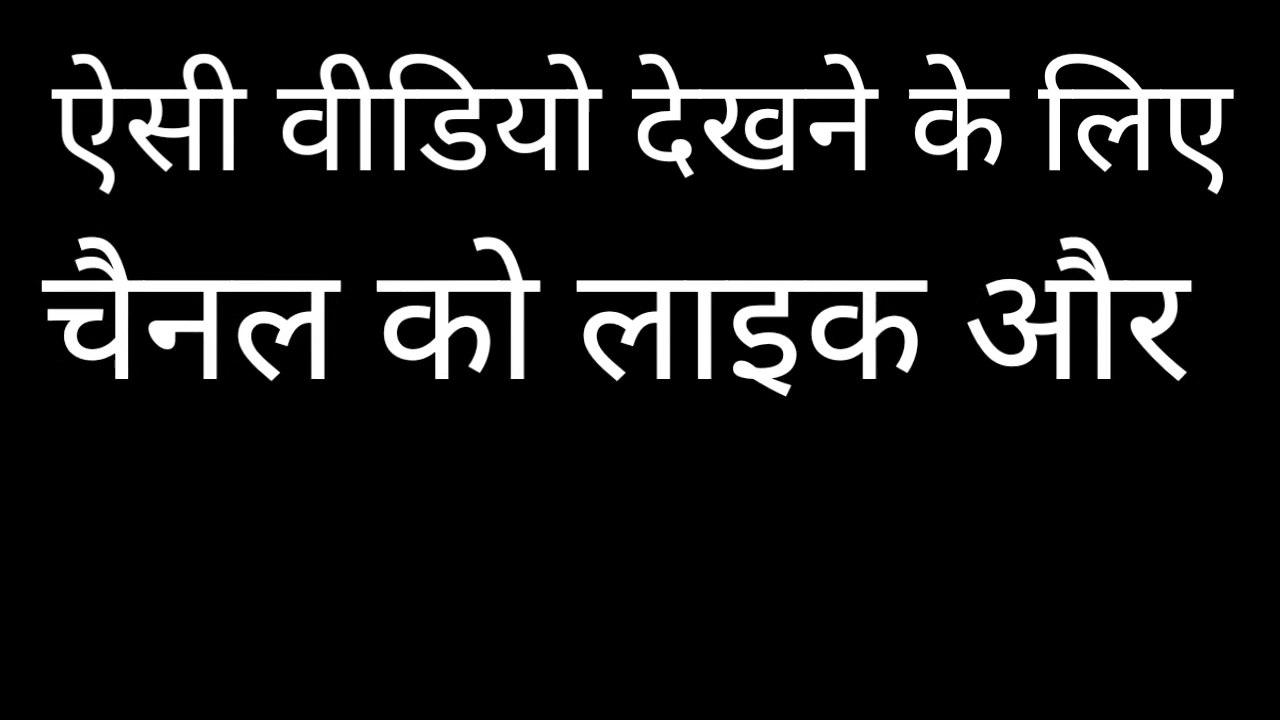 ऐसी वीडियो देखने के लिए
चैनल को लाइक और